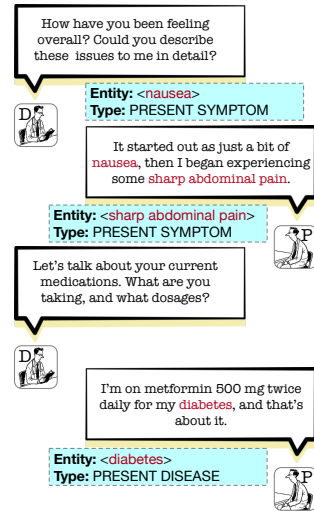 How have you been feeling
overall? Could you describe
these issues to me in detail?
D
Entity: <nausea>
Type: PRESENT SYMPTOM
It started out as just a bit of
nausea, then I began experiencing
some sharp abdominal pain.
Entity: <sharp abdominal pain>
Type: PRESENT SYMPTOM
P
Let's talk about your current
medications. What are you
taking, and what dosages?
D
I'm on metformin 500 mg twice
daily for my diabetes, and that's
about it.
Entity: <diabetes>
Type: PRESENT DISEASE
P